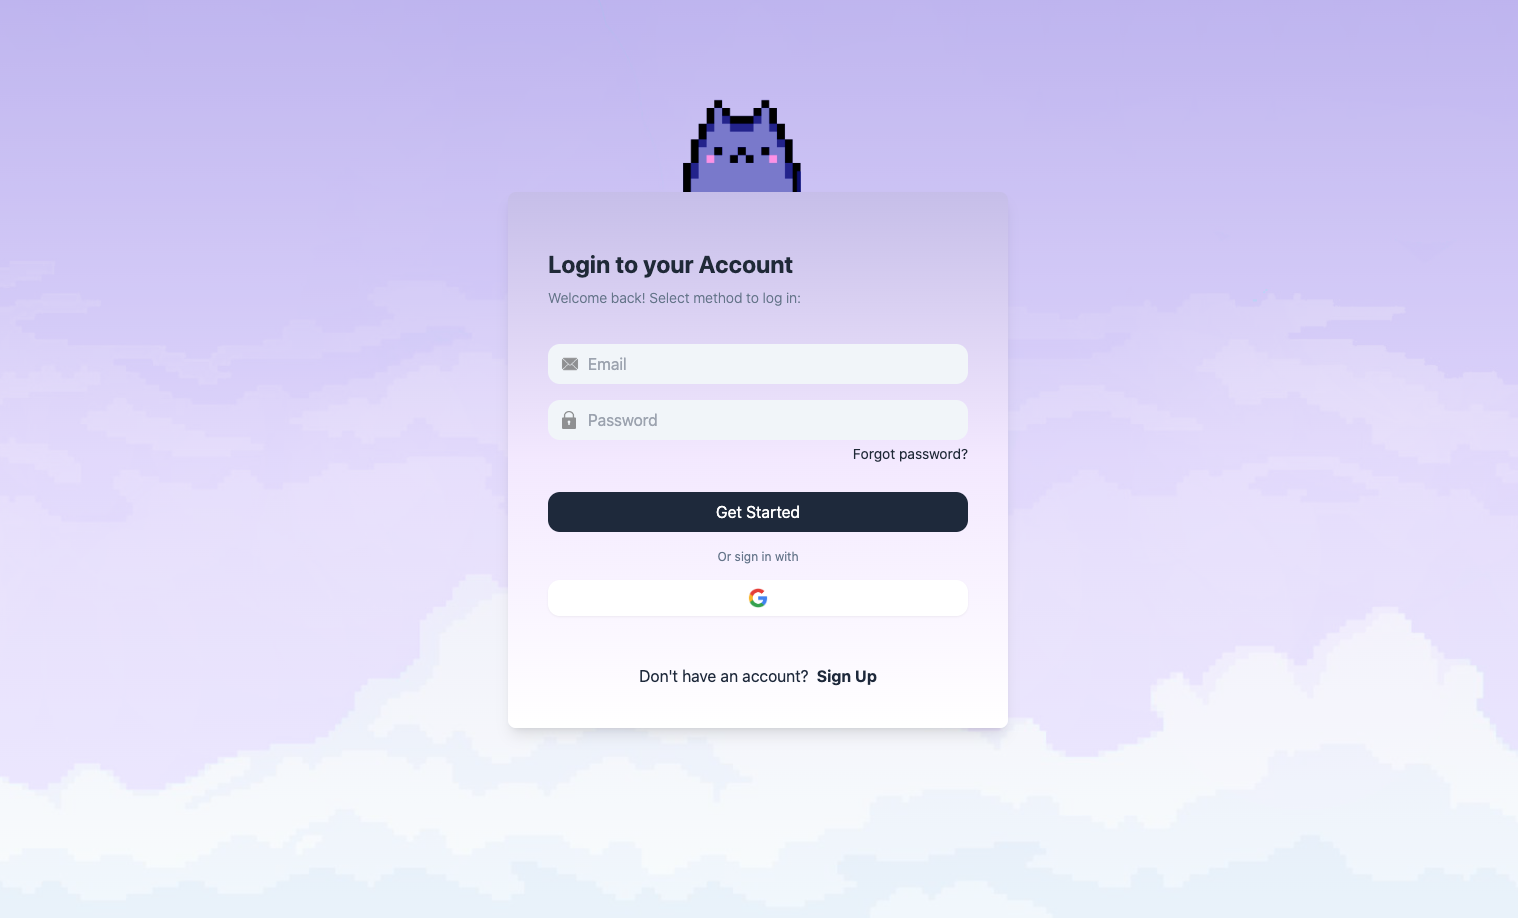 Login to your Account
Welcome back! Select method to log in:
Email
Password
Forgot password?
Get Started
Or sign in with
Don't have an account? Sign Up